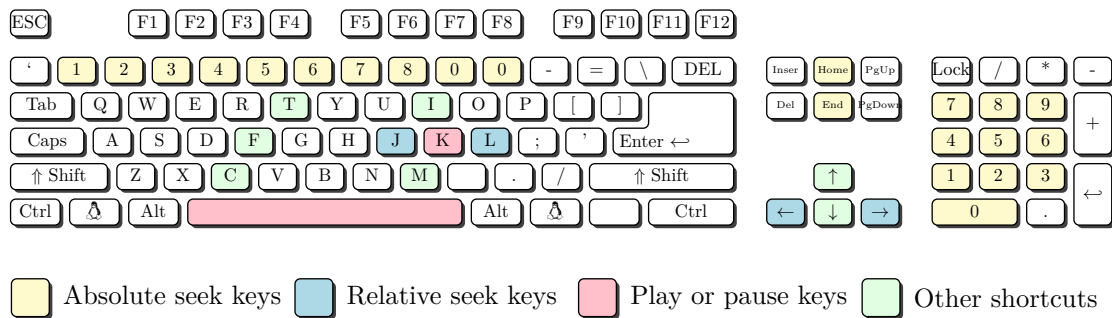 ESC F1 F2 F3 F4 F5 F6 F7 F8 F9 F10 F11 F12
‘ 1 2 3 4 5 6 7 8 0 0 - = \ DEL Inser Home PgUp Lock / * -
Tab Q W E R T Y U I O P [ ] Del End PgDown 7 8 9 +
Caps A S D F G H J K L ; ’ Enter ↩ 4 5 6
⇑ Shift Z X C V B N M . / ⇑ Shift ↑ 1 2 3 ↩
Ctrl Alt Alt Ctrl ← ↓ → 0 .
Absolute seek keys Relative seek keys Play or pause keys Other shortcuts